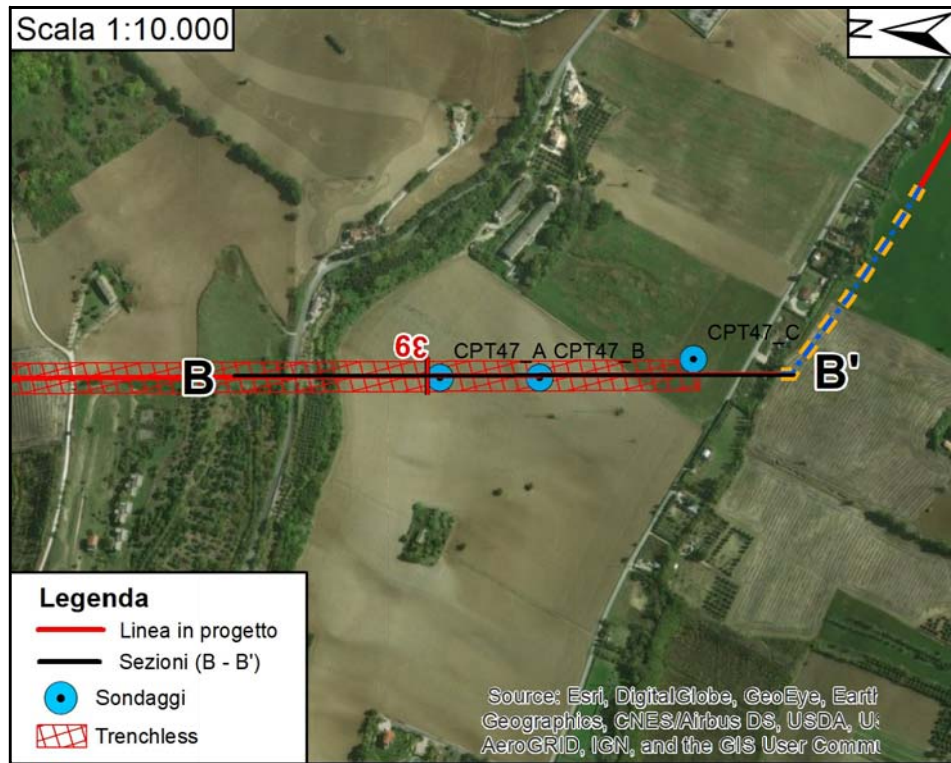 Scala 1:10.000
N
39
CPT47_A CPT47_B
CPT47_C
B
B'
Legenda
Linea in progetto
Sezioni (B - B')
Sondaggi
Trenchless
Source: Esri, DigitalGlobe, GeoEye, Earth
Geographics, CNES/Airbus DS, USDA,
AeroGRID, IGN, and the GIS User